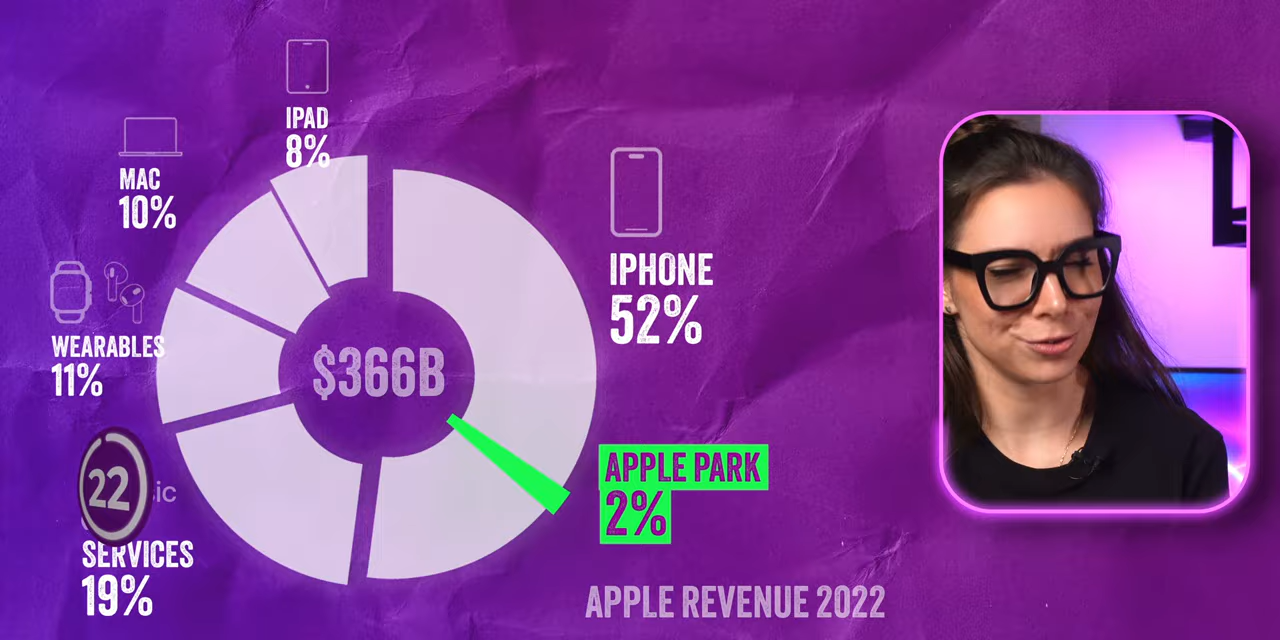 IPAD
8%
MAC
10%
IPHONE
52%
WEARABLES
11%
$366B
APPLE PARK
2%
22
SERVICES
19%
APPLE REVENUE 2022